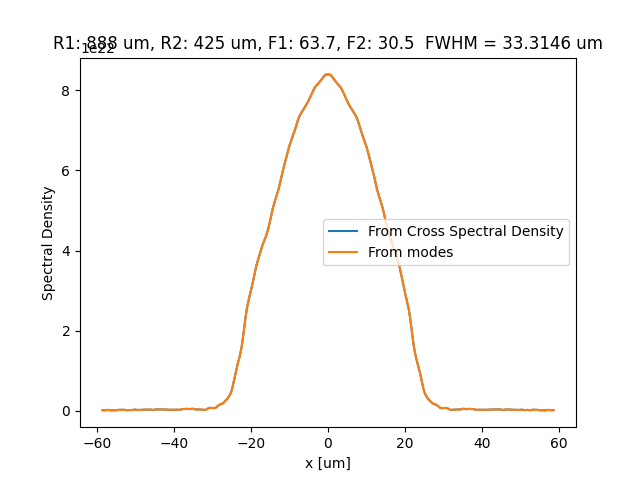 R1: 888 um, R2: 425 um, F1: 63.7, F2: 30.5  FWHM = 33.3146 um
1e22
8
6
4
2
0
Spectral Density
From Cross Spectral Density
From modes
−60 −40 −20 0 20 40 60
x [um]